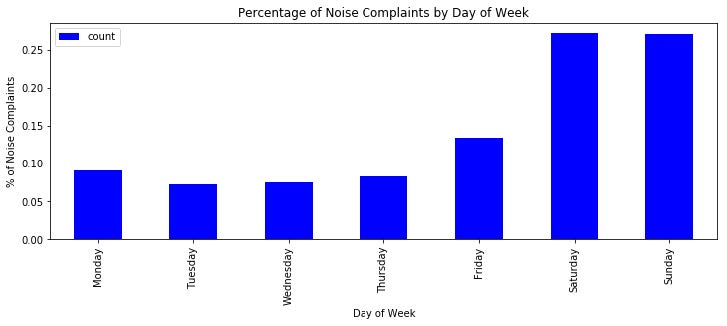 Percentage of Noise Complaints by Day of Week
count
% of Noise Complaints
0.25
0.20
0.15
0.10
0.05
0.00
Monday
Tuesday
Wednesday
Thursday
Friday
Saturday
Sunday
Day of Week